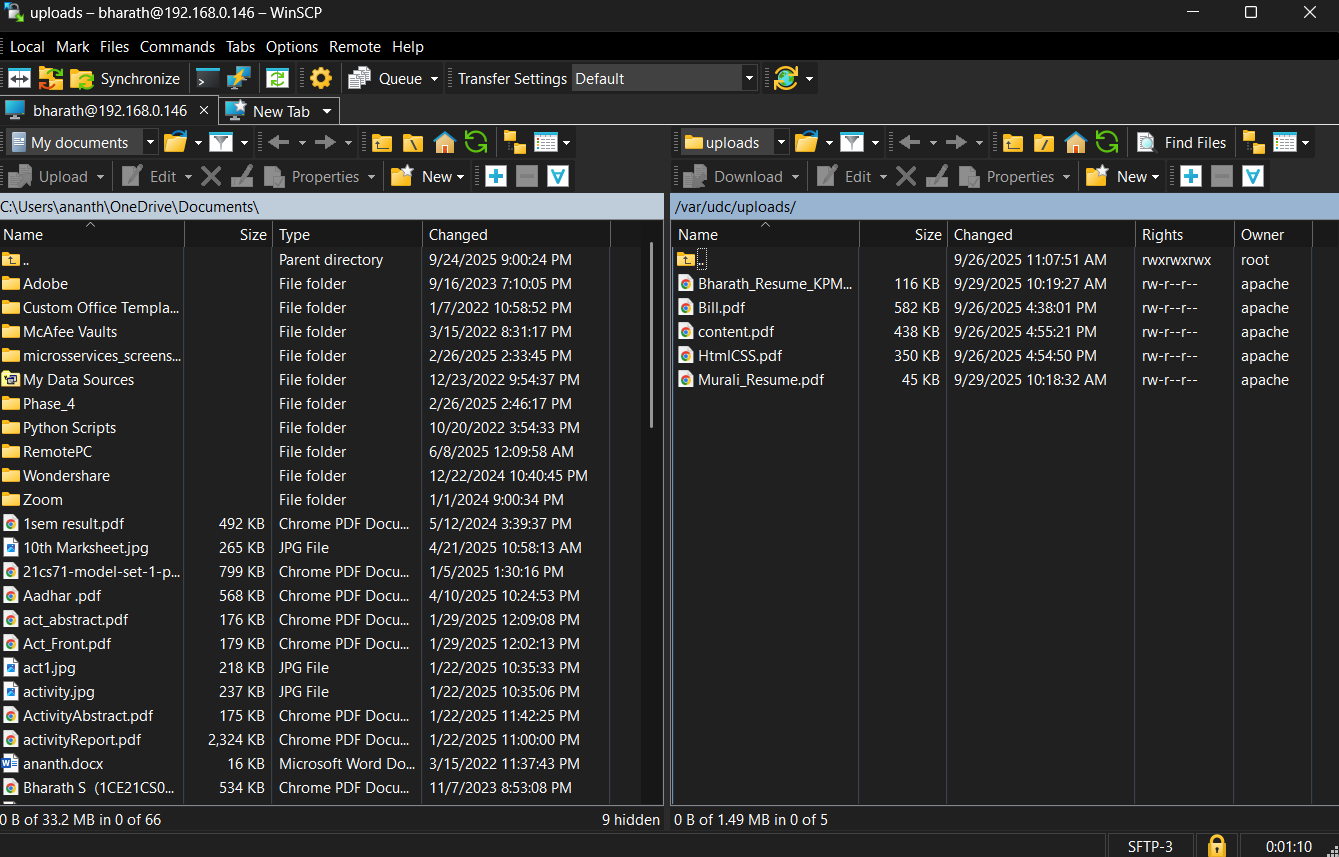 uploads – bharath@192.168.0.146 – WinSCP
Local Mark Files Commands Tabs Options Remote Help
Synchronize Queue Transfer Settings Default
bharath@192.168.0.146 × New Tab
My documents
uploads Find Files
Upload Edit Properties New
Download Edit Properties New
C:\Users\ananth\OneDrive\Documents\
Name Size Type Changed
.. Parent directory 9/24/2025 9:00:24 PM
Adobe File folder 9/16/2023 7:10:05 PM
Custom Office Templa... File folder 1/7/2022 10:58:52 PM
McAfee Vaults File folder 3/15/2022 8:31:17 PM
microsservices_screens... File folder 2/26/2025 2:33:45 PM
My Data Sources File folder 12/23/2022 9:54:37 PM
Phase_4 File folder 2/26/2025 2:46:17 PM
Python Scripts File folder 10/20/2022 3:54:33 PM
RemotePC File folder 6/8/2025 12:09:58 AM
Wondershare File folder 12/22/2024 10:40:45 PM
Zoom File folder 1/1/2024 9:00:34 PM
1sem result.pdf 492 KB Chrome PDF Docu... 5/12/2024 3:39:37 PM
10th Marksheet.jpg 265 KB JPG File 4/21/2025 10:58:13 AM
21cs71-model-set-1-p... 799 KB Chrome PDF Docu... 1/5/2025 1:30:16 PM
Aadhar .pdf 568 KB Chrome PDF Docu... 4/10/2025 10:24:53 PM
act_abstract.pdf 176 KB Chrome PDF Docu... 1/29/2025 12:09:08 PM
Act_Front.pdf 179 KB Chrome PDF Docu... 1/29/2025 12:02:13 PM
act1.jpg 218 KB JPG File 1/22/2025 10:35:33 PM
activity.jpg 237 KB JPG File 1/22/2025 10:35:06 PM
ActivityAbstract.pdf 175 KB Chrome PDF Docu... 1/22/2025 11:42:25 PM
activityReport.pdf 2,324 KB Chrome PDF Docu... 1/22/2025 11:00:00 PM
ananth.docx 16 KB Microsoft Word Do... 3/15/2022 11:37:43 PM
Bharath S (1CE21CS0... 534 KB Chrome PDF Docu... 11/7/2023 8:53:08 PM
0 B of 33.2 MB in 0 of 66 9 hidden
/var/udc/uploads/
Name Size Changed Rights Owner
.. 9/26/2025 11:07:51 AM rwxrwxrwx root
Bharath_Resume_KPM... 116 KB 9/29/2025 10:19:27 AM rw-r--r-- apache
Bill.pdf 582 KB 9/26/2025 4:38:01 PM rw-r--r-- apache
content.pdf 438 KB 9/26/2025 4:55:21 PM rw-r--r-- apache
HtmlCSS.pdf 350 KB 9/26/2025 4:54:50 PM rw-r--r-- apache
Murali_Resume.pdf 45 KB 9/29/2025 10:18:32 AM rw-r--r-- apache
0 B of 1.49 MB in 0 of 5
SFTP-3 0:01:10